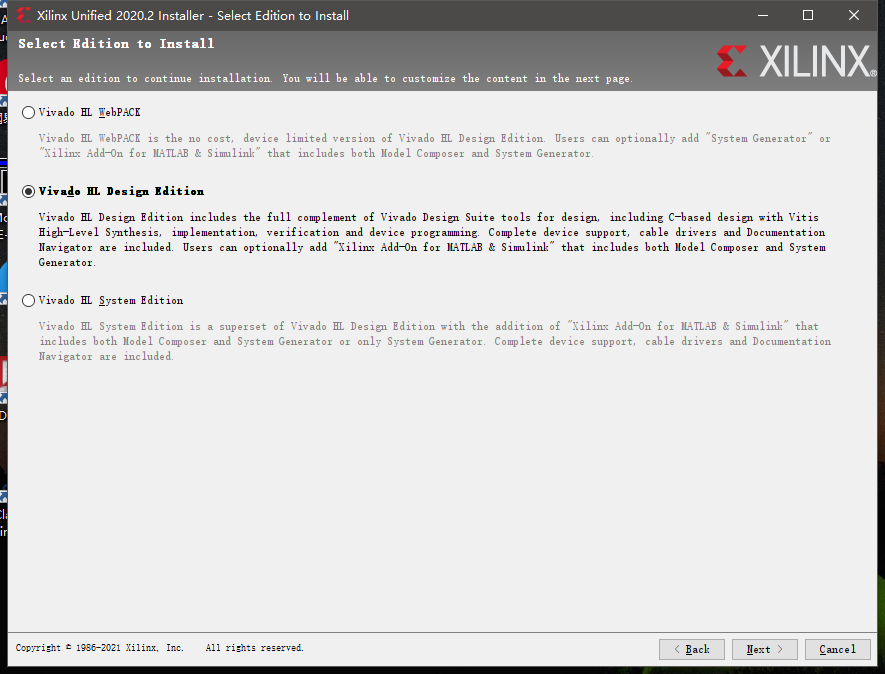 Xilinx Unified 2020.2 Installer - Select Edition to Install
Select Edition to Install
Select an edition to continue installation. You will be able to customize the content in the next page.
XILINX®
Vivado HL WebPACK
Vivado HL WebPACK is the no cost, device limited version of Vivado HL Design Edition. Users can optionally add "System Generator" or
"Xilinx Add-On for MATLAB & Simulink" that includes both Model Composer and System Generator.
Vivado HL Design Edition
Vivado HL Design Edition includes the full complement of Vivado Design Suite tools for design, including C-based design with Vitis
High-Level Synthesis, implementation, verification and device programming. Complete device support, cable drivers and Documentation
Navigator are included. Users can optionally add "Xilinx Add-On for MATLAB & Simulink" that includes both Model Composer and System
Generator.
Vivado HL System Edition
Vivado HL System Edition is a superset of Vivado HL Design Edition with the addition of "Xilinx Add-On for MATLAB & Simulink" that
includes both Model Composer and System Generator or only System Generator. Complete device support, cable drivers and Documentation
Navigator are included.
Copyright © 1986-2021 Xilinx, Inc. All rights reserved.
< Back
Next >
Cancel